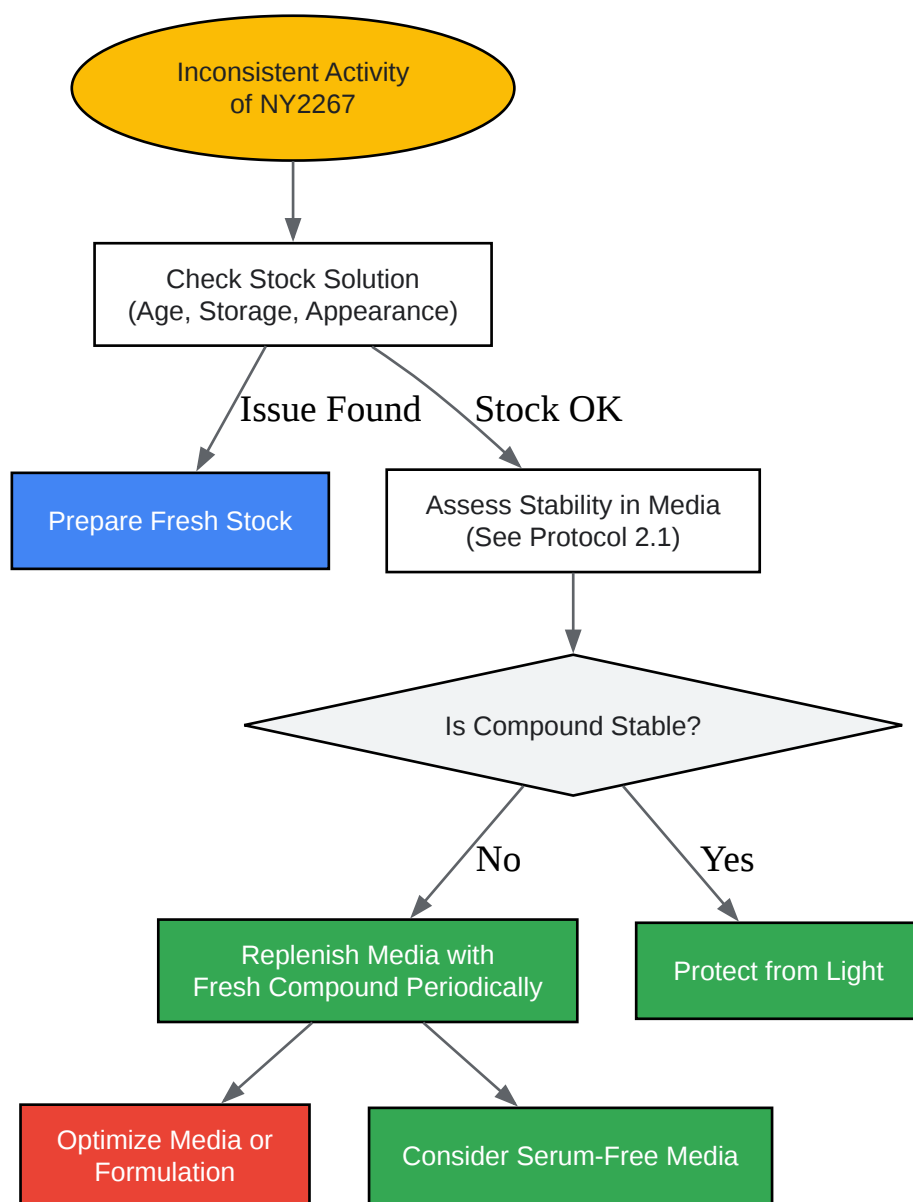 Inconsistent Activity
of NY2267
Check Stock Solution
(Age, Storage, Appearance)
Issue Found
Stock OK
Prepare Fresh Stock
Assess Stability in Media
(See Protocol 2.1)
Is Compound Stable?
No
Yes
Replenish Media with
Fresh Compound Periodically
Protect from Light
Optimize Media or
Formulation
Consider Serum-Free Media